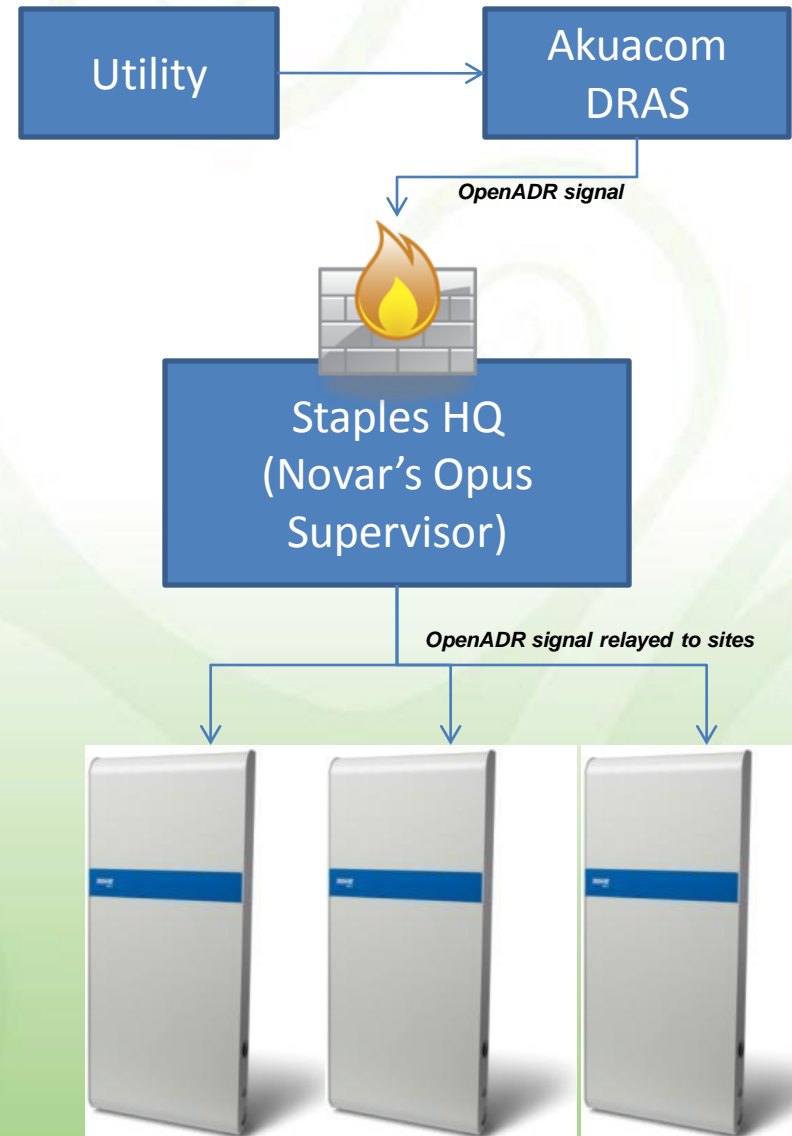 Utility
Akuacom
DRAS
OpenADR signal
Staples HQ
(Novar’s Opus
Supervisor)
OpenADR signal relayed to sites